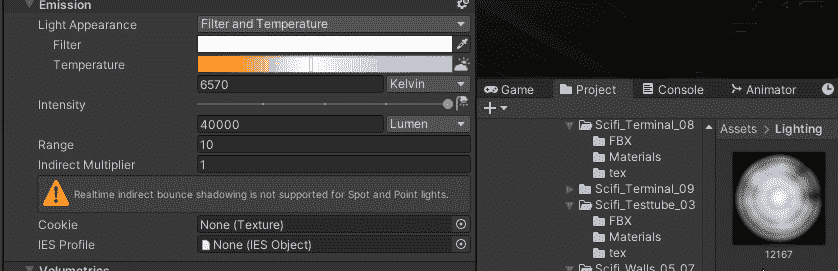 Emission
Light Appearance
Filter and Temperature
Filter
Temperature
6570
Kelvin
Intensity
40000
Lumen
Range
10
Indirect Multiplier
1
Realtime indirect bounce shadowing is not supported for Spot and Point lights.
Cookie
None (Texture)
IES Profile
None (IES Object)
Volumetrics
Game
Project
Console
Animator
Scifi_Terminal_08
FBX
Materials
tex
Scifi_Terminal_09
Scifi_Testtube_03
FBX
Materials
tex
Scifi_Walls_05_07
Assets > Lighting
12167